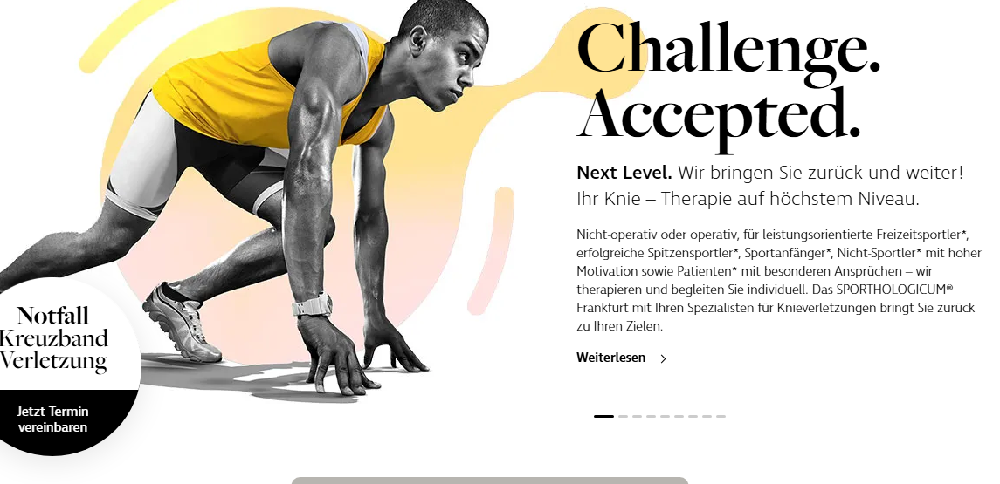 Challenge.
Accepted.
Next Level. Wir bringen Sie zurück und weiter!
Ihr Knie – Therapie auf höchstem Niveau.
Nicht-operativ oder operativ, für leistungsorientierte Freizeitsportler*,
erfolgreiche Spitzensportler*, Sportanfänger*, Nicht-Sportler* mit hoher
Motivation sowie Patienten* mit besonderen Ansprüchen – wir
therapieren und begleiten Sie individuell. Das SPORTHOLOGICUM®
Frankfurt mit Ihren Spezialisten für Knieverletzungen bringt Sie zurück
zu Ihren Zielen.
Weiterlesen
Notfall
Kreuzband
Verletzung
Jetzt Termin
vereinbaren